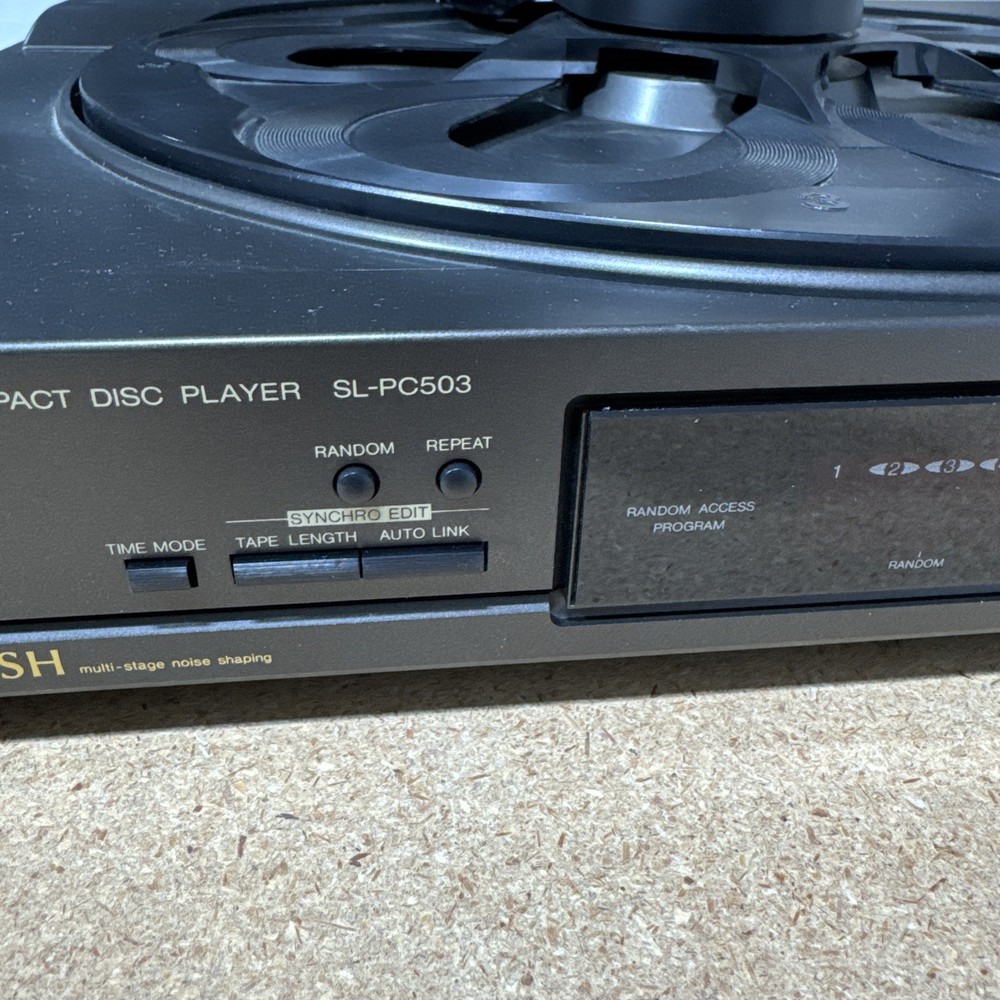 PACT DISC PLAYER SL-PC503
RANDOM REPEAT
SYNCHRO EDIT
TIME MODE TAPE LENGTH AUTO LINK
1 2 3
RANDOM ACCESS
PROGRAM
RANDOM
SH multi-stage noise shaping